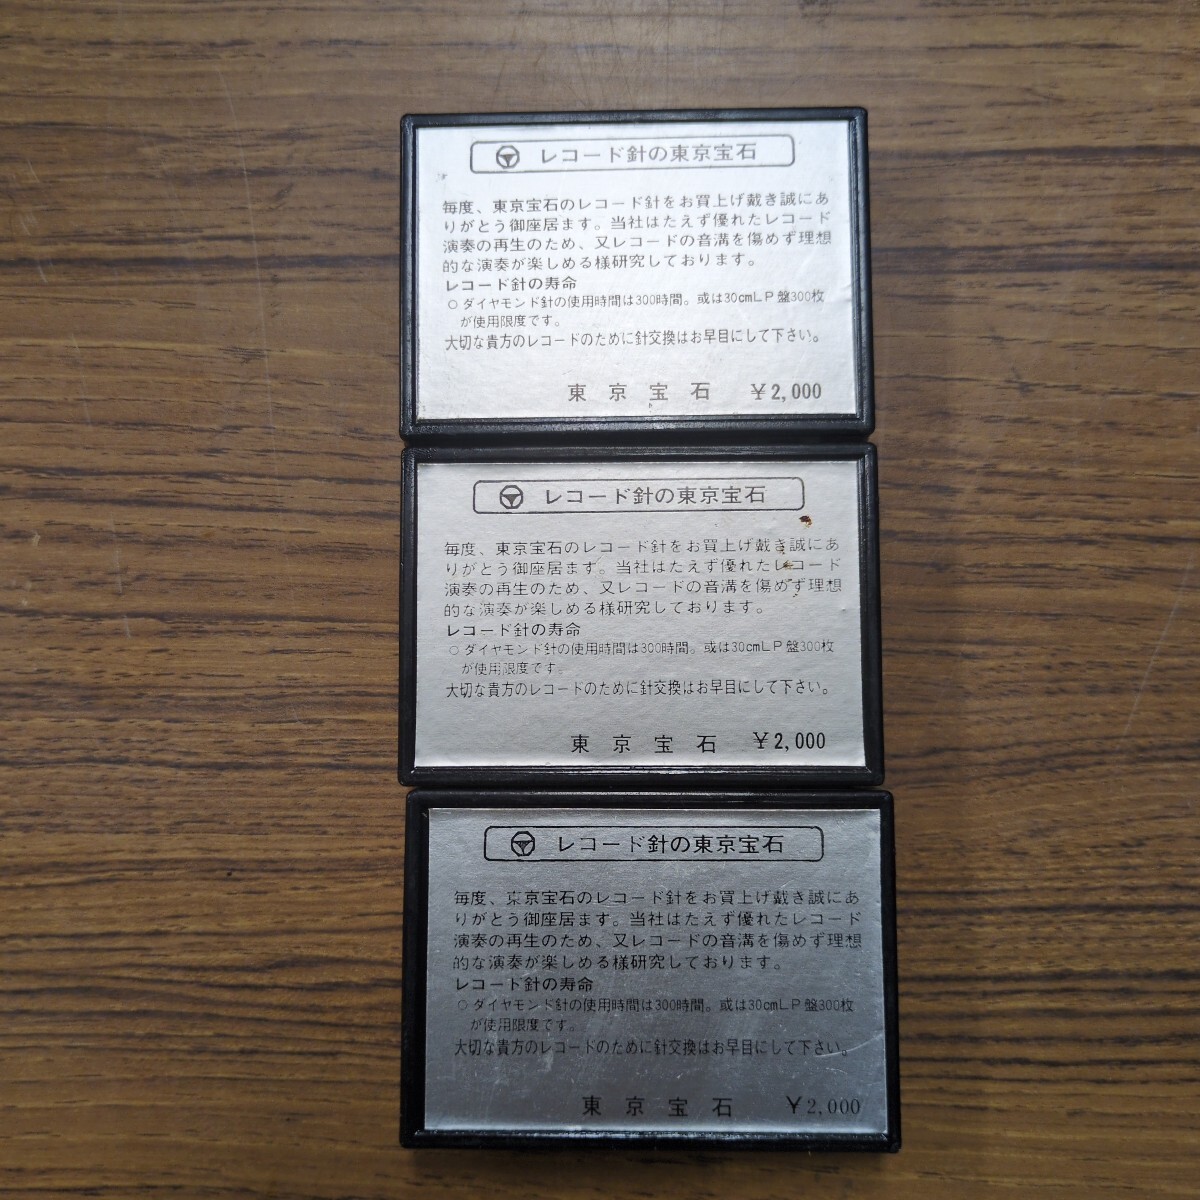 レコード針の東京宝石
毎度、東京宝石のレコード針をお買上げ戴き誠にあ
りがとう御座居ます。当社はたえず優れたレコード
演奏の再生のため、又レコードの音溝を傷めず理想
的な演奏が楽しめる様研究しております。
レコード針の寿命
○ ダイヤモンド針の使用時間は300時間。或は30cmLP盤300枚
が使用限度です。
大切な貴方のレコードのために針交換はお早目にして下さい。
東京宝石 ¥2,000
レコード針の東京宝石
毎度、東京宝石のレコード針をお買上げ戴き誠にあ
りがとう御座居ます。当社はたえず優れたレコード
演奏の再生のため、又レコードの音溝を傷めず理想
的な演奏が楽しめる様研究しております。
レコード針の寿命
○ ダイヤモンド針の使用時間は300時間。或は30cmLP盤300枚
が使用限度です。
大切な貴方のレコードのために針交換はお早目にして下さい。
東京宝石 ¥2,000
レコード針の東京宝石
毎度、東京宝石のレコード針をお買上げ戴き誠にあ
りがとう御座居ます。当社はたえず優れたレコード
演奏の再生のため、又レコードの音溝を傷めず理想
的な演奏が楽しめる様研究しております。
レコード針の寿命
○ ダイヤモンド針の使用時間は300時間。或は30cmLP盤300枚
が使用限度です。
大切な貴方のレコードのために針交換はお早目にして下さい。
東京宝石 ¥2,000